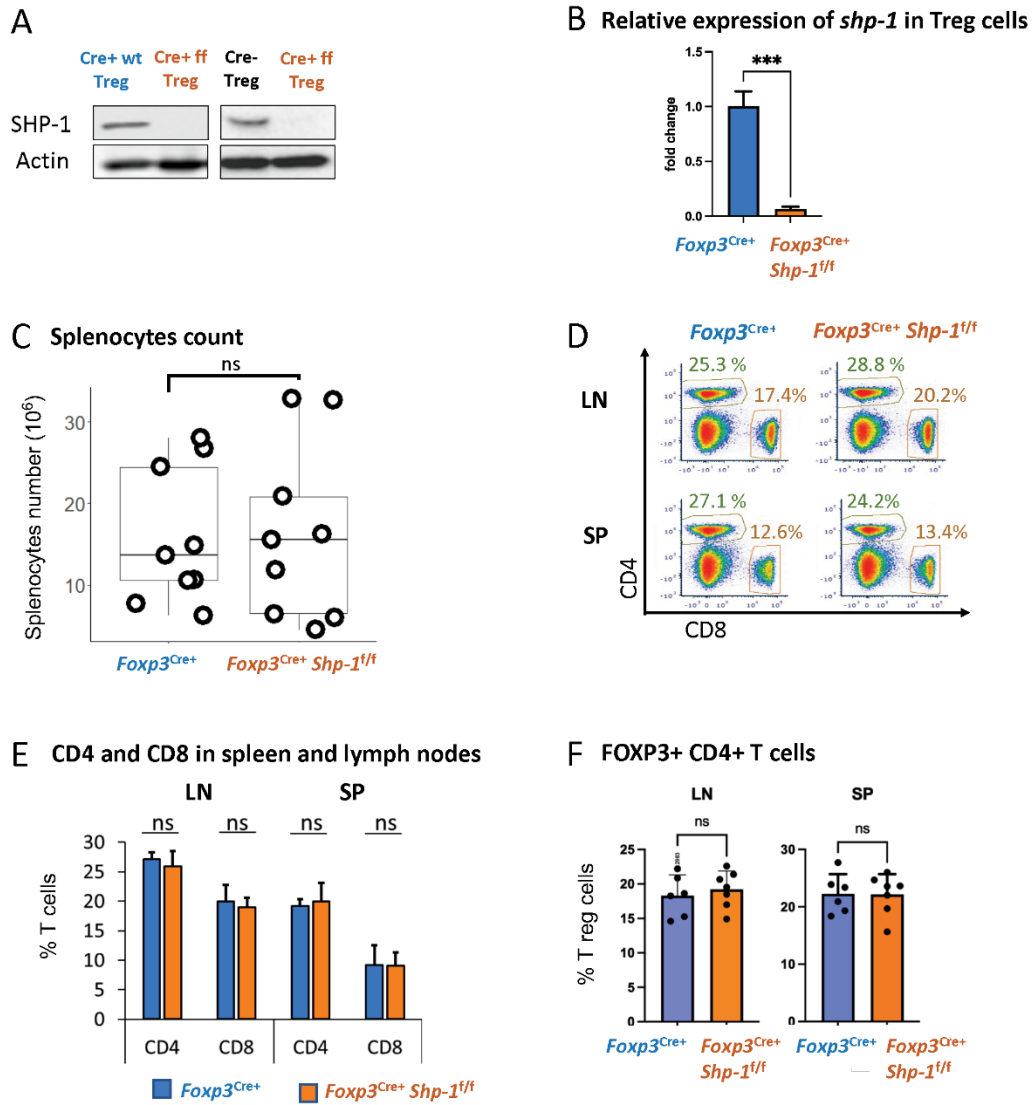 A
Cre+ wt Cre+ ff Cre- Cre+ ff
Treg Treg Treg Treg
SHP-1
Actin
B Relative expression of shp-1 in Treg cells
***
1.5
1.0
0.5
0.0
fold change
Foxp3Cre+ Foxp3Cre+
Shp-1f/f
C Splenocytes count
ns
30
20
10
Splenocytes number (10⁶)
Foxp3Cre+ Foxp3Cre+ Shp-1f/f
D
Foxp3Cre+ Foxp3Cre+ Shp-1f/f
LN
25.3 % 17.4% 28.8 % 20.2%
SP
27.1 % 12.6% 24.2% 13.4%
CD4
CD8
E CD4 and CD8 in spleen and lymph nodes
LN SP
ns ns ns ns
30
25
20
15
10
5
0
% T cells
CD4 CD8 CD4 CD8
Foxp3Cre+ Foxp3Cre+ Shp-1f/f
F FOXP3+ CD4+ T cells
LN SP
ns ns
25
20
15
10
5
0
30
20
10
0
% T reg cells
Foxp3Cre+ Foxp3Cre+ Foxp3Cre+ Foxp3Cre+
Shp-1f/f Shp-1f/f